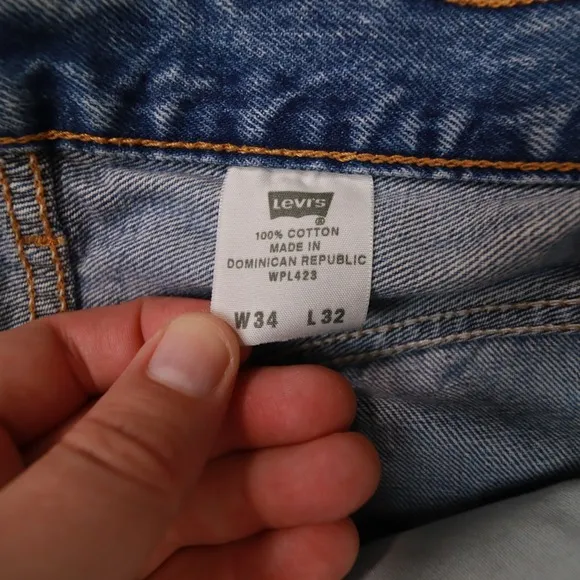 Levi's
®
100% COTTON
MADE IN
DOMINICAN REPUBLIC
WPL423
W34 L32